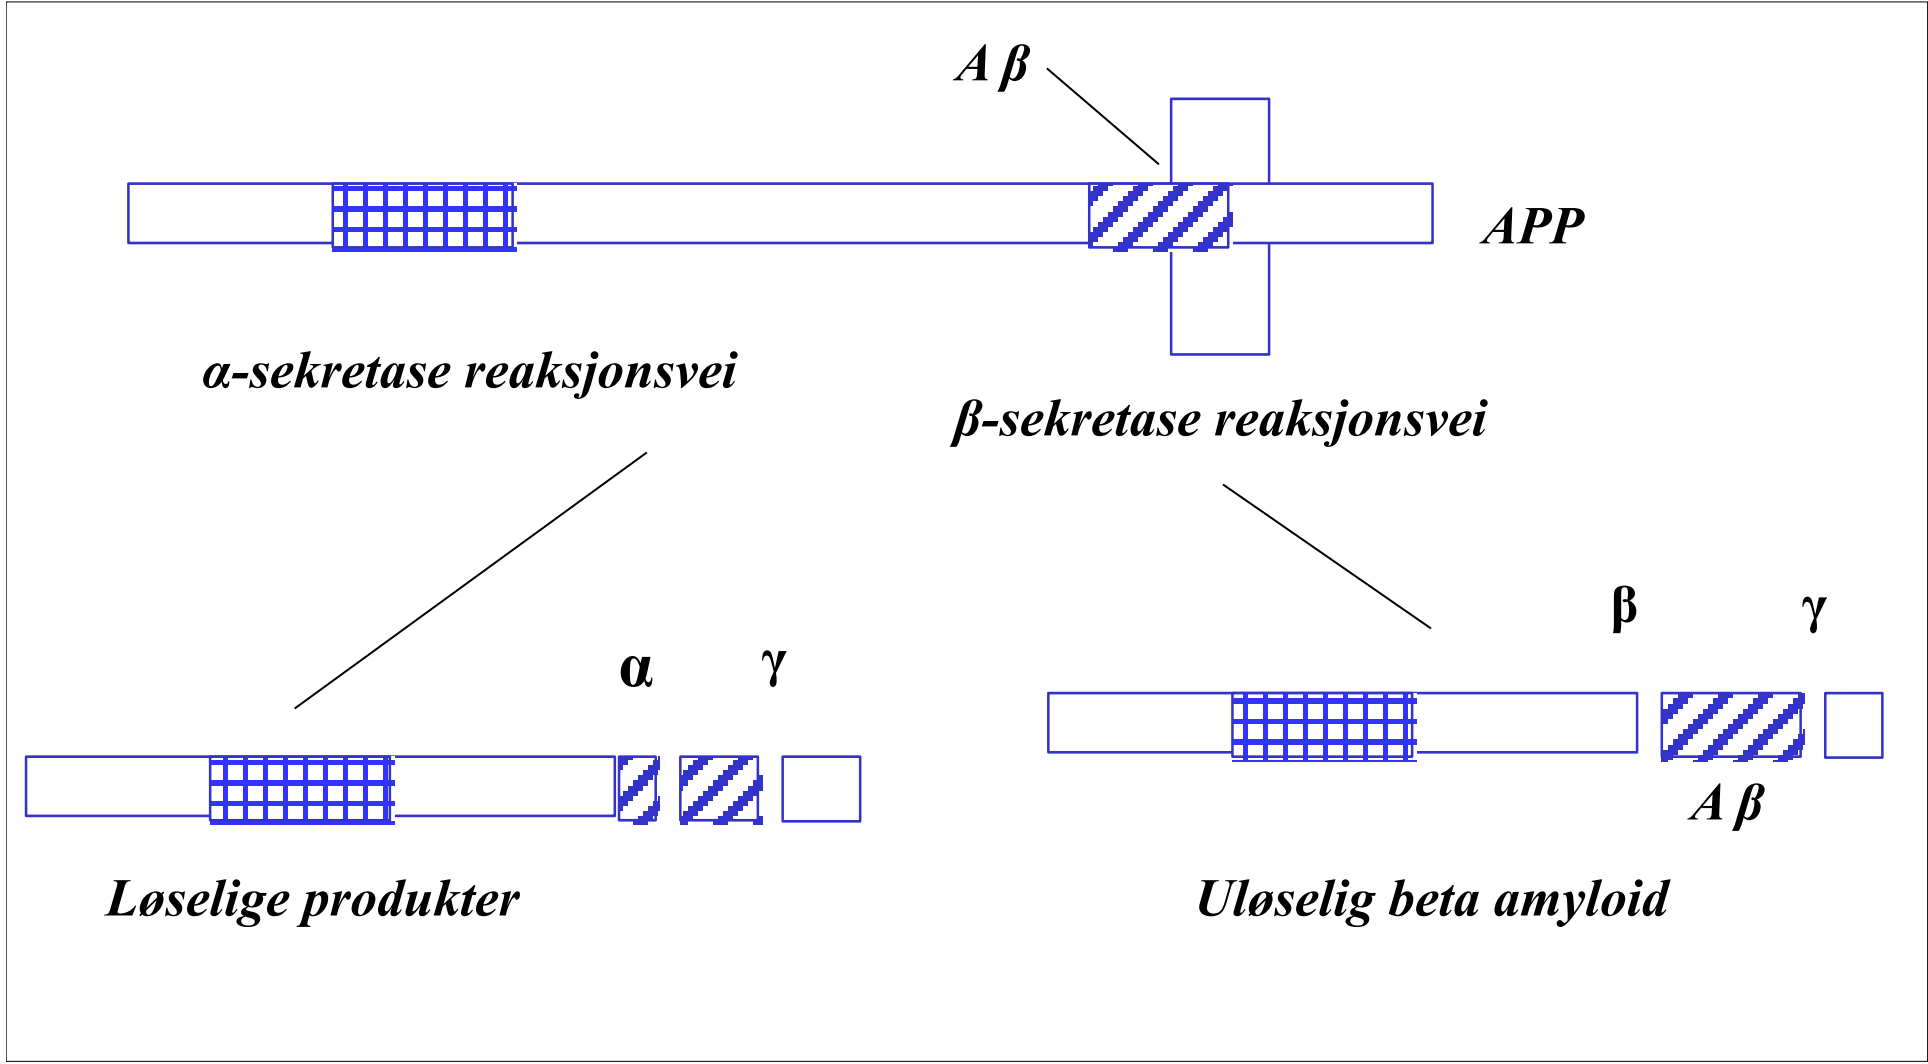 A β
APP
α-sekretase reaksjonsvei
β-sekretase reaksjonsvei
β γ
α γ
A β
Løselige produkter
Uløselig beta amyloid